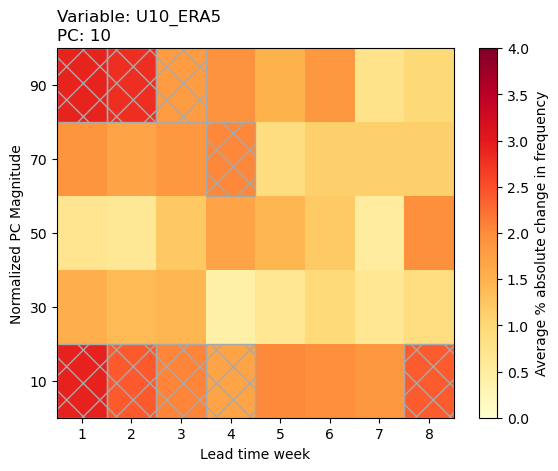 Variable: U10_ERA5
PC: 10
90
70
50
30
10
Normalized PC Magnitude
1 2 3 4 5 6 7 8
Lead time week
4.0
3.5
3.0
2.5
2.0
1.5
1.0
0.5
0.0
Average % absolute change in frequency